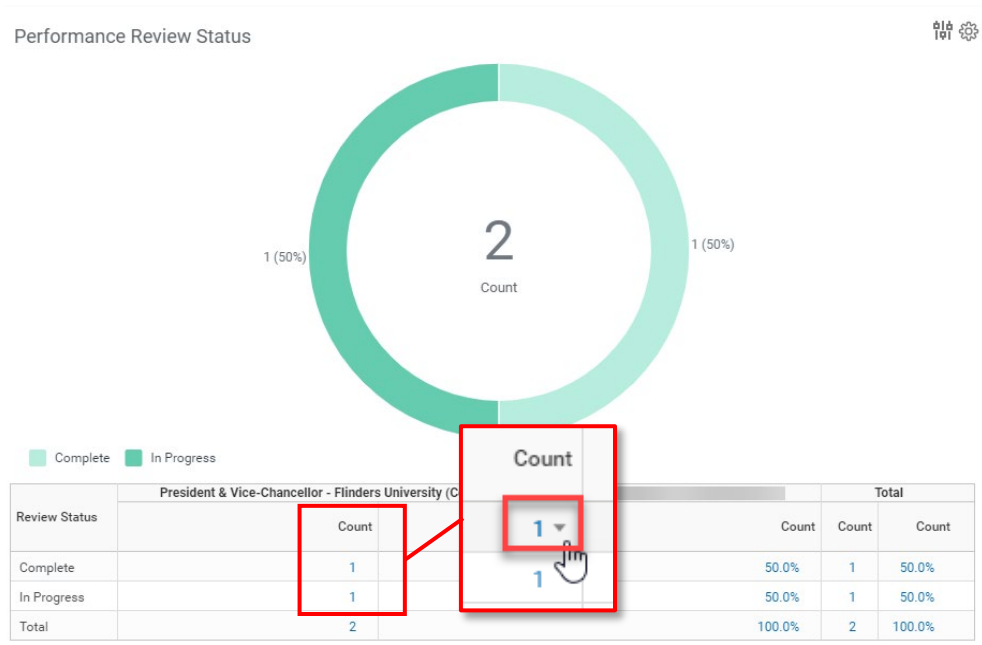 Performance Review Status
1 (50%)
1 (50%)
2
Count
Complete
In Progress
Count
1
1
President & Vice-Chancellor - Flinders University (C
Total
Review Status
Count
Count
Count
Count
Complete
1
50.0%
1
50.0%
In Progress
1
50.0%
1
50.0%
Total
2
100.0%
2
100.0%